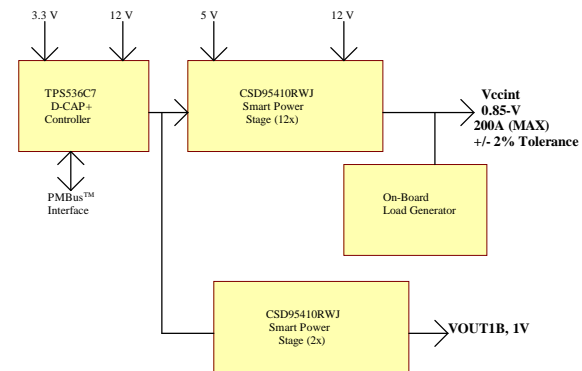 3.3 V
12 V
5 V
12 V
TPS536C7
D-CAP+
Controller
CSD95410RWJ
Smart Power
Stage (12x)
Vccint
0.85-V
200A (MAX)
+/- 2% Tolerance
PMBus™
Interface
On-Board
Load Generator
CSD95410RWJ
Smart Power
Stage (2x)
VOUT1B, 1V